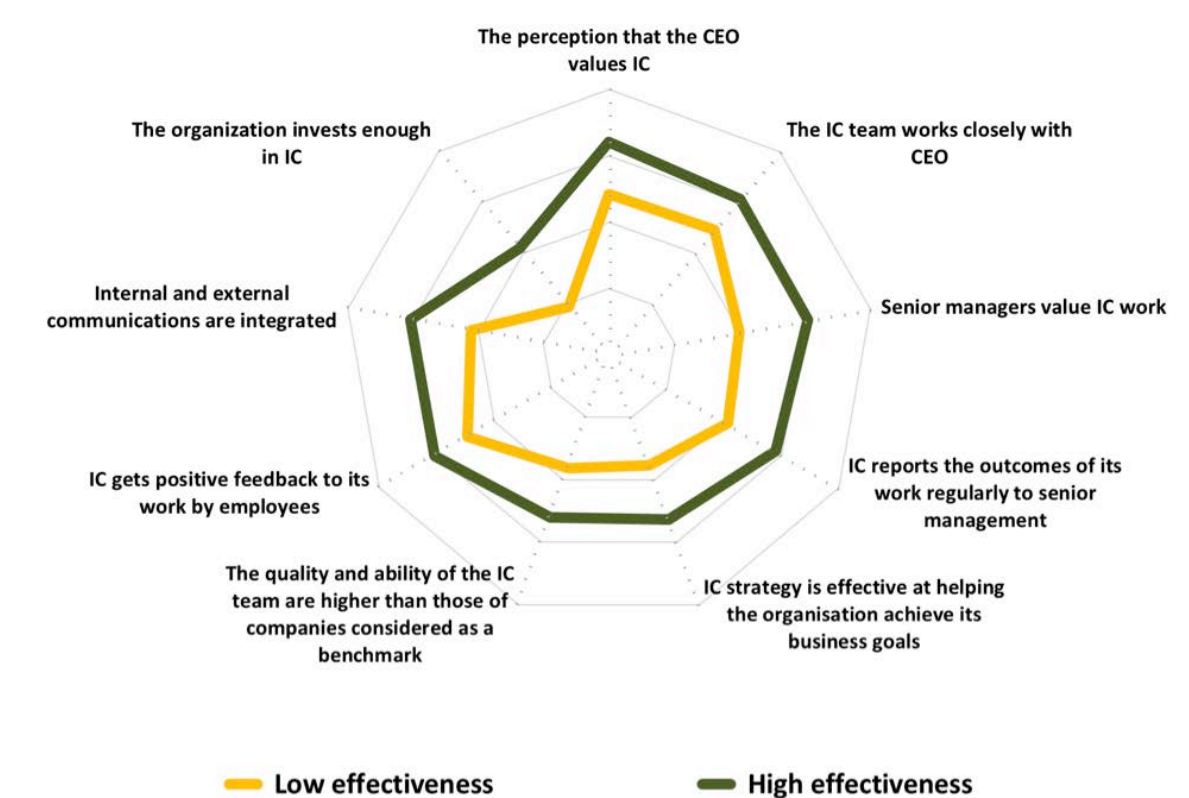 The perception that the CEO
values IC
The IC team works closely with
CEO
Senior managers value IC work
IC reports the outcomes of its
work regularly to senior
management
IC strategy is effective at helping
the organisation achieve its
business goals
The quality and ability of the IC
team are higher than those of
companies considered as a
benchmark
IC gets positive feedback to its
work by employees
Internal and external
communications are integrated
The organization invests enough
in IC
Low effectiveness
High effectiveness